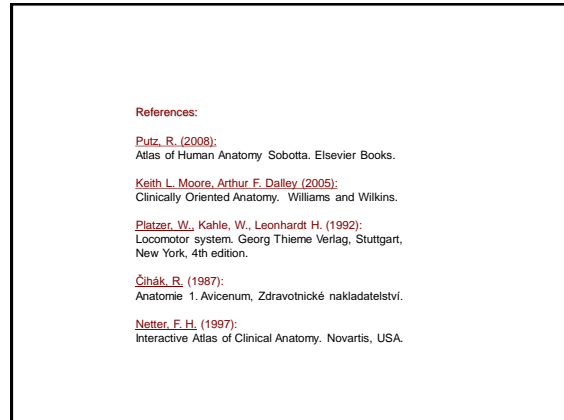 References:
Putz, R. (2008):
Atlas of Human Anatomy Sobotta. Elsevier Books.
Keith L. Moore, Arthur F. Dalley (2005):
Clinically Oriented Anatomy. Williams and Wilkins.
Platzer, W., Kahle, W., Leonhardt H. (1992):
Locomotor system. Georg Thieme Verlag, Stuttgart,
New York, 4th edition.
Čihák, R. (1987):
Anatomie 1. Avicenum, Zdravotnické nakladatelství.
Netter, F. H. (1997):
Interactive Atlas of Clinical Anatomy. Novartis, USA.